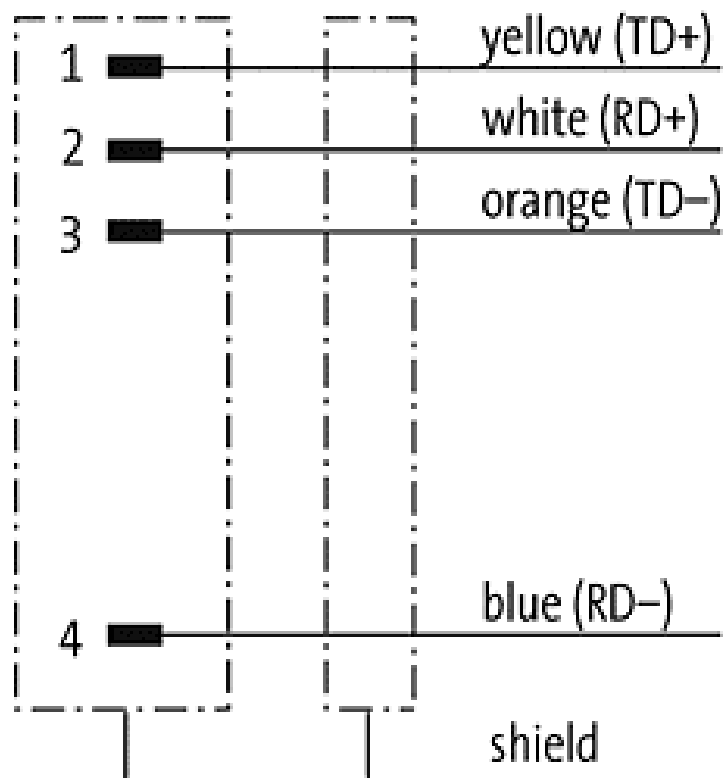 1 yellow (TD+)
2 white (RD+)
3 orange (TD–)
4 blue (RD–)
shield